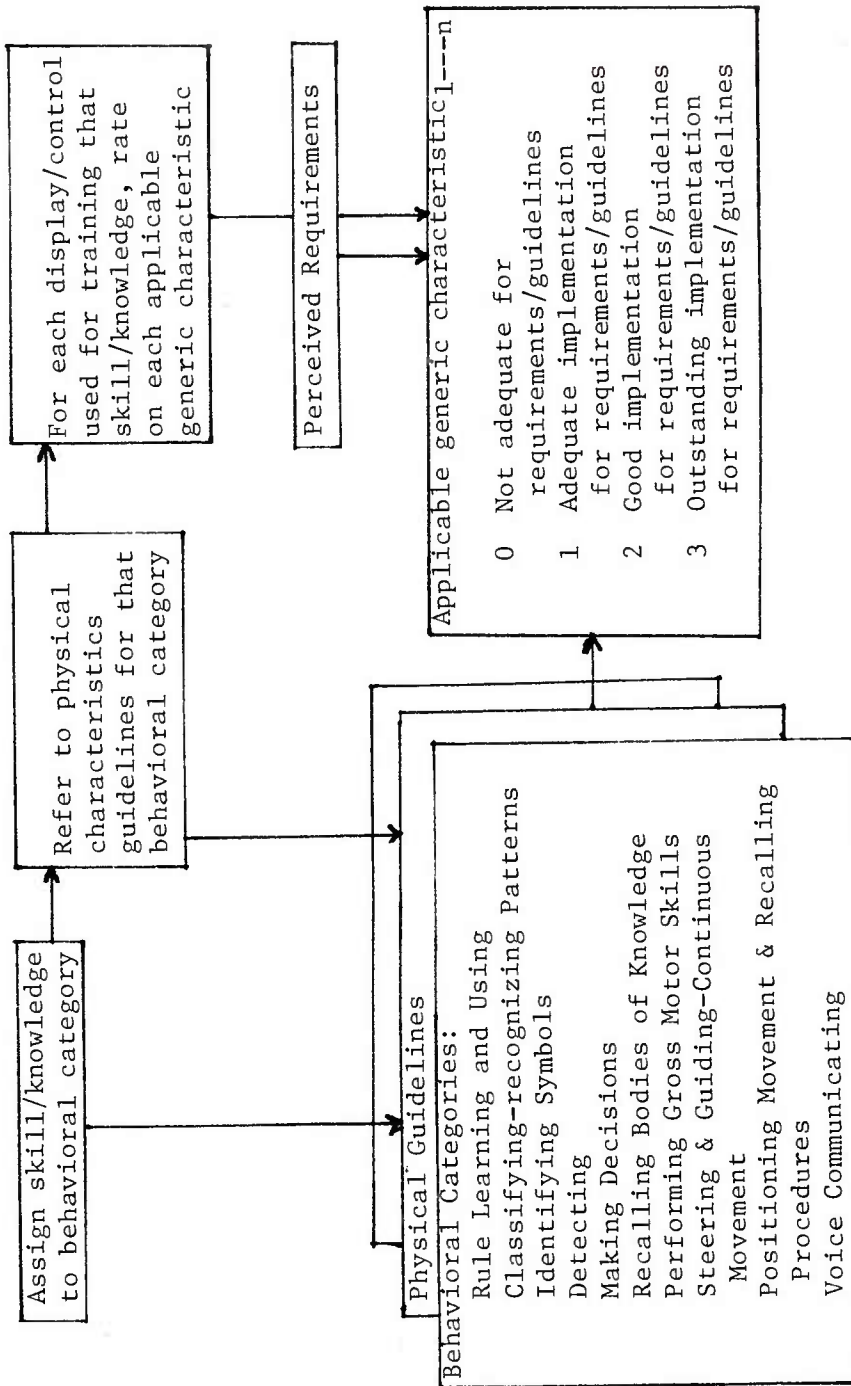 Assign skill/knowledge
to behavioral category
Refer to physical
characteristics
guidelines for that
behavioral category
For each display/control
used for training that
skill/knowledge, rate
on each applicable
generic characteristic
Perceived Requirements
Physical Guidelines
Behavioral Categories:
Rule Learning and Using
Classifying-recognizing Patterns
Identifying Symbols
Detecting
Making Decisions
Recalling Bodies of Knowledge
Performing Gross Motor Skills
Steering & Guiding-Continuous
Movement
Positioning Movement & Recalling
Procedures
Voice Communicating
Applicable generic characteristic1---n
0 Not adequate for
requirements/guidelines
1 Adequate implementation
for requirements/guidelines
2 Good implementation
for requirements/guidelines
3 Outstanding implementation
for requirements/guidelines